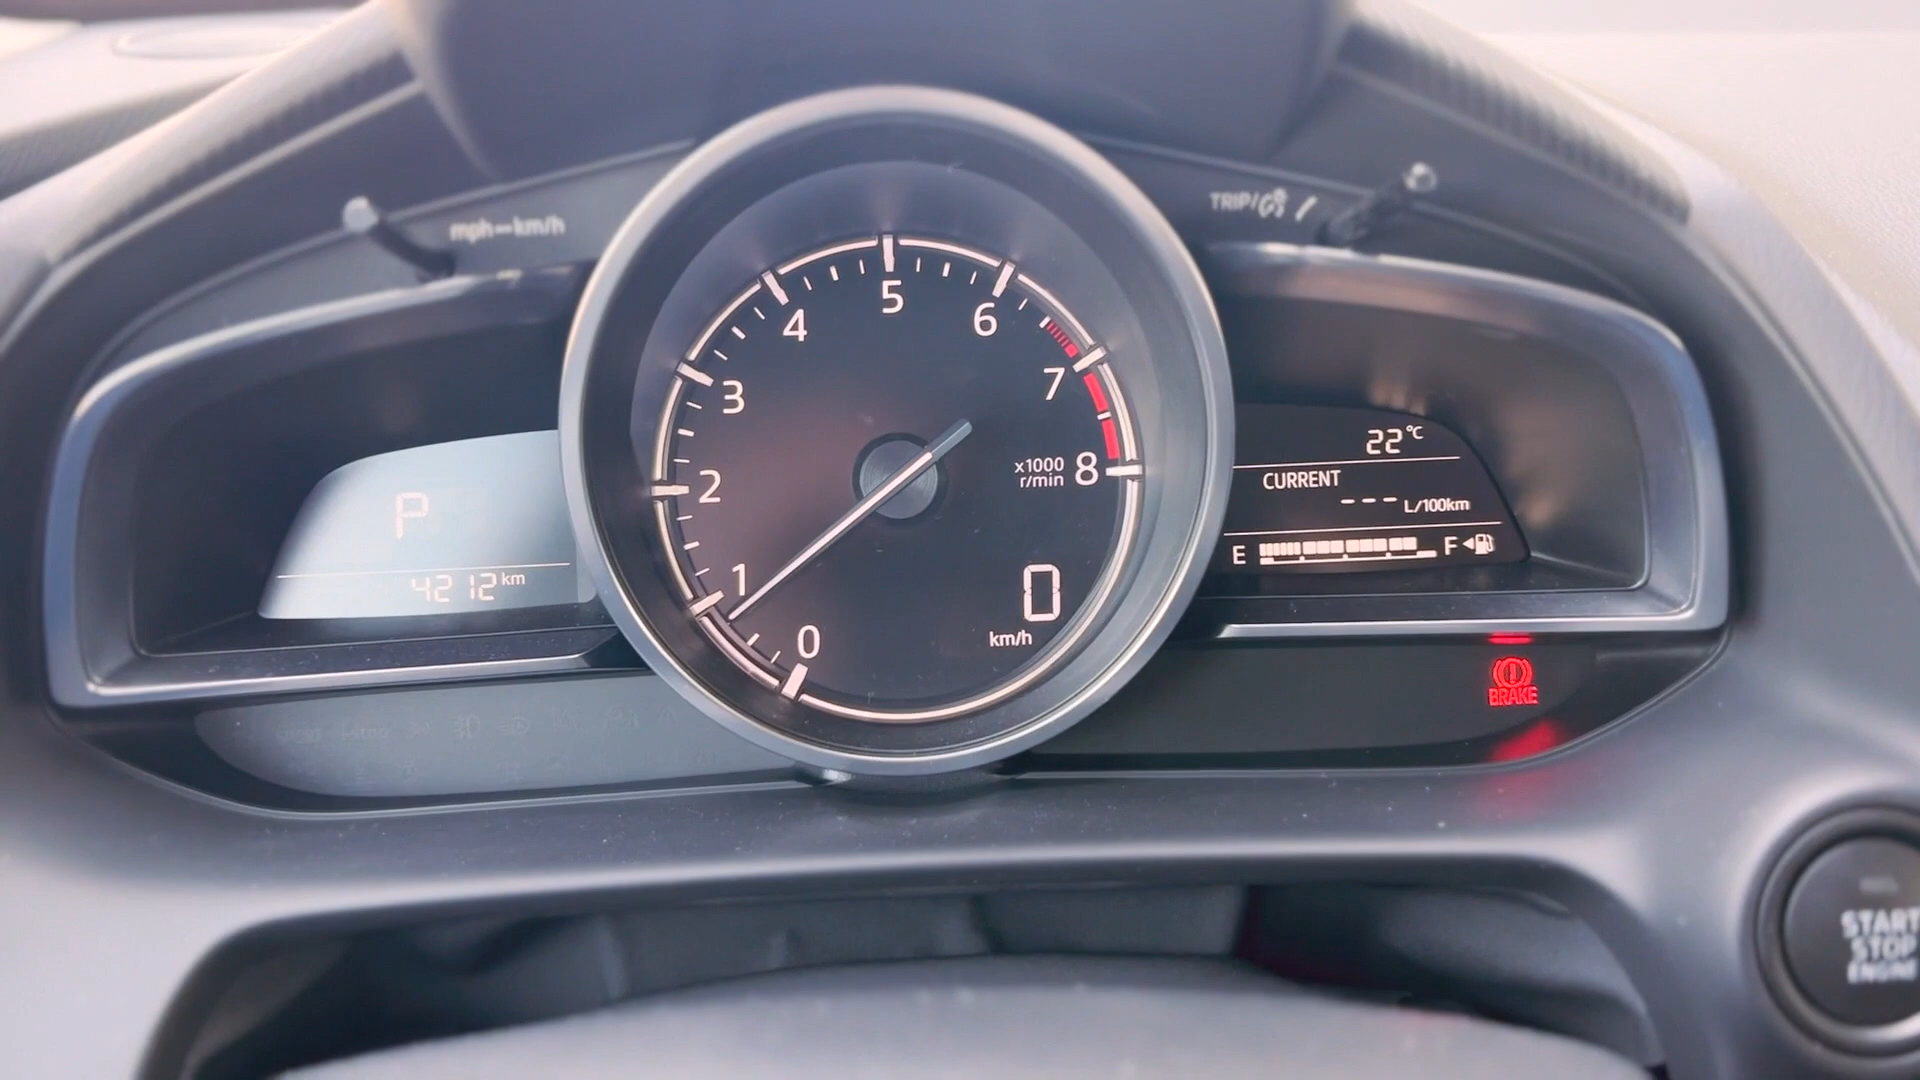 mph↔km/h
TRIP/
P
4212 km
0
1
2
3
4
5
6
7
8
x1000
r/min
0
km/h
22°C
CURRENT
--- L/100km
E F
BRAKE
START
STOP
ENGINE